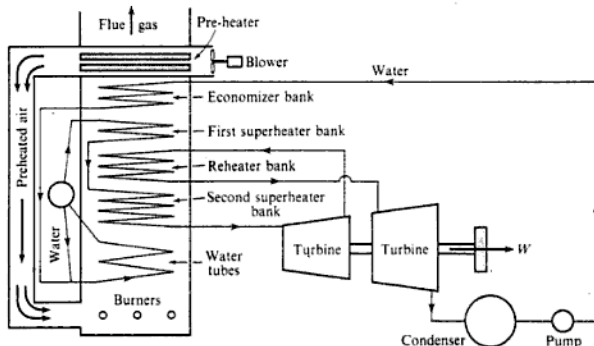 Flue gas
Pre-heater
Blower
Water
Economizer bank
First superheater bank
Reheater bank
Second superheater
bank
Preheated air
Water
Turbine
Turbine
W
Water
tubes
Burners
Condenser
Pump